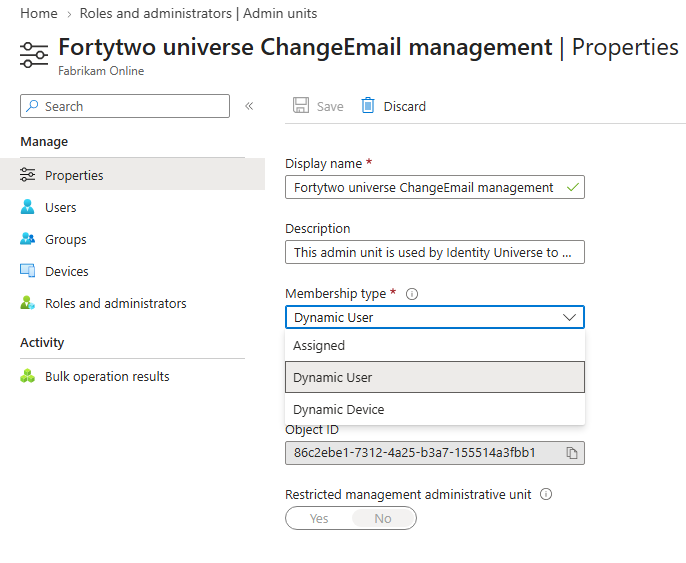 Home > Roles and administrators | Admin units
Fortytwo universe ChangeEmail management | Properties
Fabrikam Online
Search
«
Save
Discard
Manage
Properties
Users
Groups
Devices
Roles and administrators
Activity
Bulk operation results
Display name *
Fortytwo universe ChangeEmail management
Description
This admin unit is used by Identity Universe to ...
Membership type *
Dynamic User
Assigned
Dynamic User
Dynamic Device
Object ID
86c2ebe1-7312-4a25-b3a7-155514a3fbb1
Restricted management administrative unit
Yes No